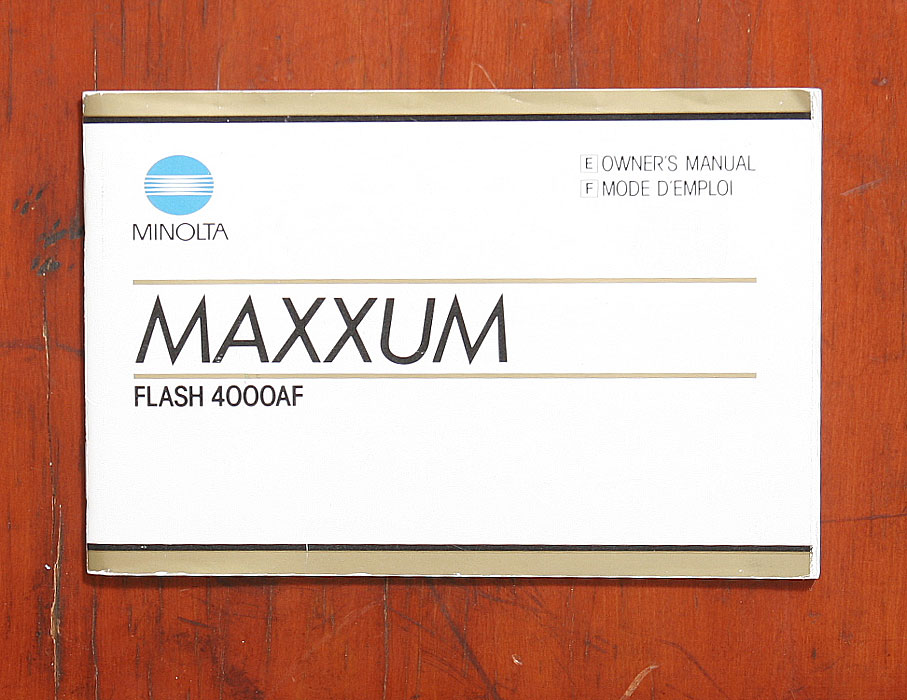 MINOLTA
E OWNER'S MANUAL
F MODE D'EMPLOI
MAXXUM
FLASH 4000AF